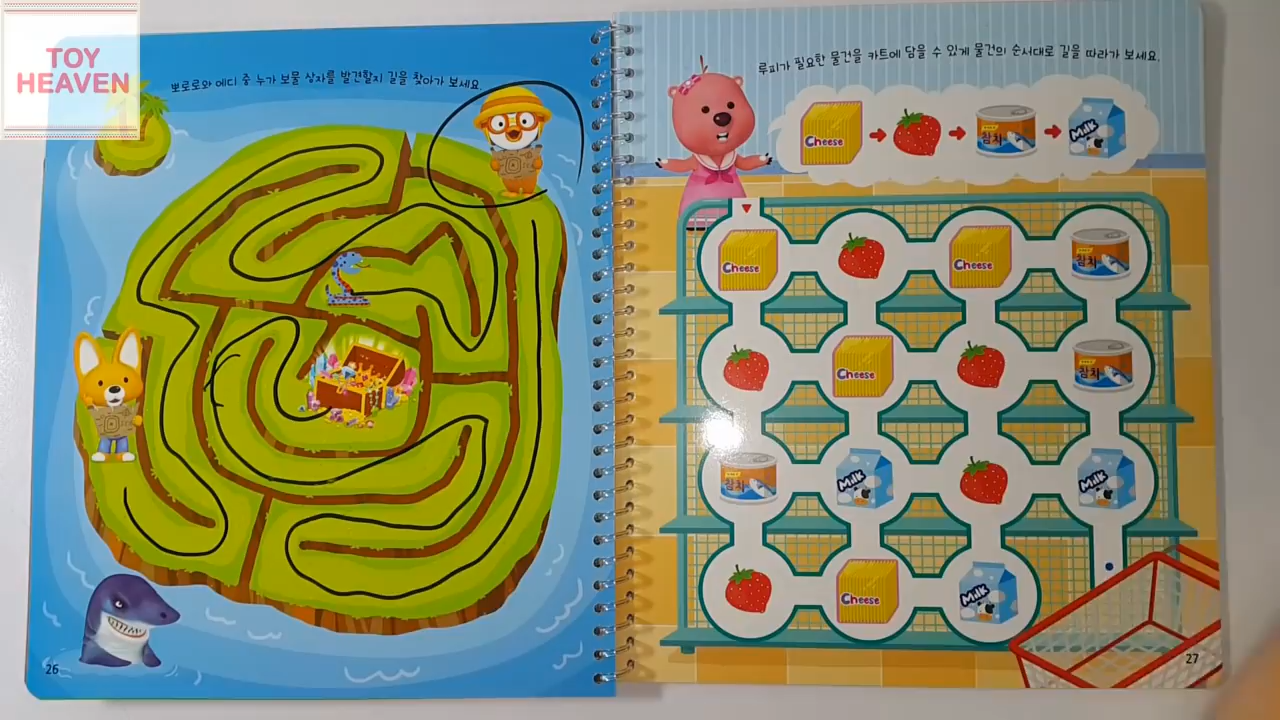 TOY
HEAVEN
뽀로로와 에디 중 누가 보물 상자를 발견할지 길을 찾아가 보세요.
26
루피가 필요한 물건을 카트에 담을 수 있게 물건의 순서대로 길을 따라가 보세요.
Cheese
참치
Milk
Cheese
Cheese
참치
Cheese
참치
참치
Milk
Milk
Cheese
Milk
27